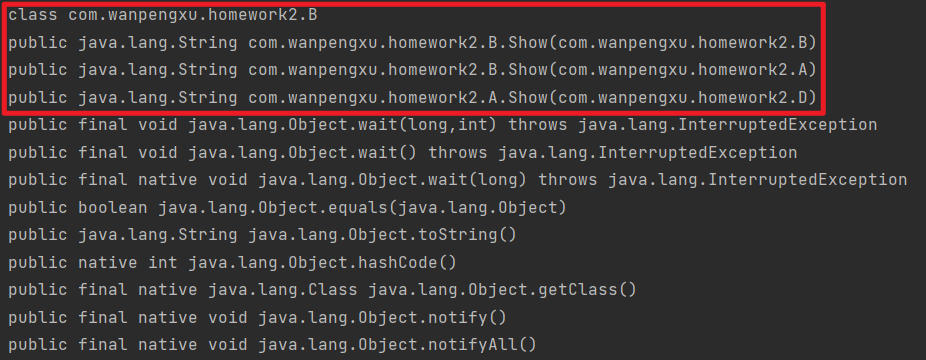 class com.wanpengxu.homework2.B
public java.lang.String com.wanpengxu.homework2.B.Show(com.wanpengxu.homework2.B)
public java.lang.String com.wanpengxu.homework2.B.Show(com.wanpengxu.homework2.A)
public java.lang.String com.wanpengxu.homework2.A.Show(com.wanpengxu.homework2.D)
public final void java.lang.Object.wait(long,int) throws java.lang.InterruptedException
public final void java.lang.Object.wait() throws java.lang.InterruptedException
public final native void java.lang.Object.wait(long) throws java.lang.InterruptedException
public boolean java.lang.Object.equals(java.lang.Object)
public java.lang.String java.lang.Object.toString()
public native int java.lang.Object.hashCode()
public final native java.lang.Class java.lang.Object.getClass()
public final native void java.lang.Object.notify()
public final native void java.lang.Object.notifyAll()